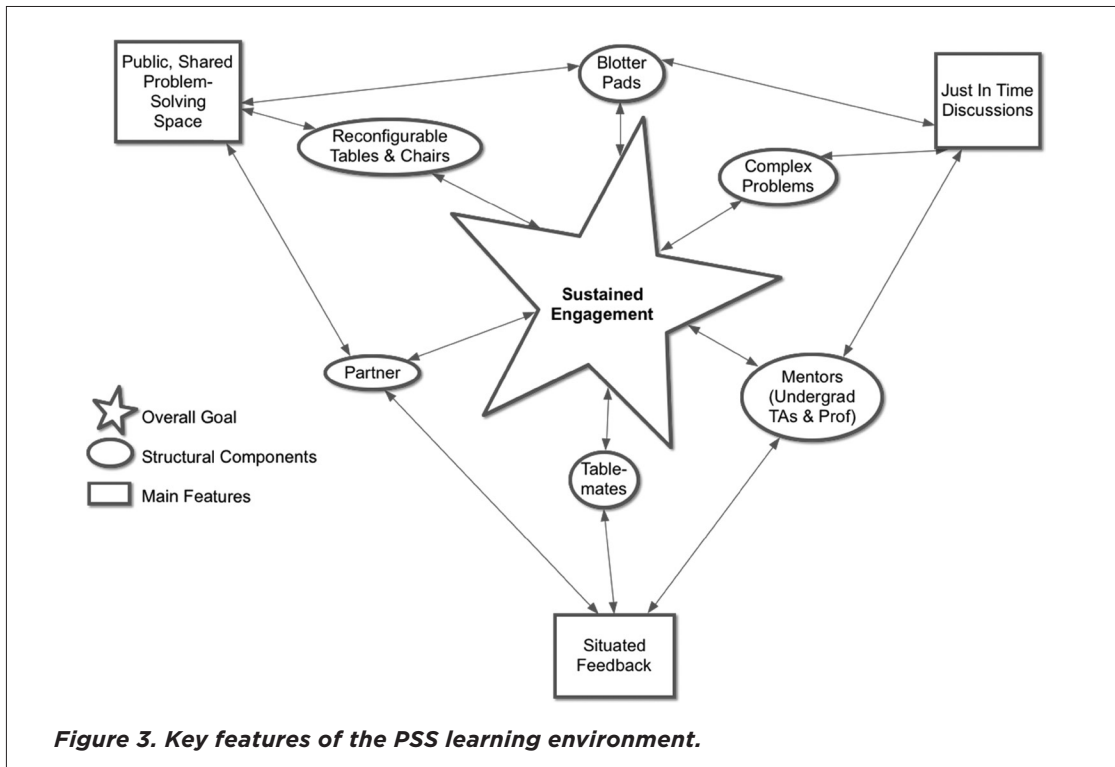 Public, Shared
Problem-
Solving
Space
Blotter
Pads
Just In Time
Discussions
Reconfigurable
Tables & Chairs
Complex
Problems
Sustained
Engagement
Partner
Mentors
(Undergrad
TAs & Prof)
Overall Goal
Structural Components
Main Features
Table-
mates
Situated
Feedback
Figure 3. Key features of the PSS learning environment.